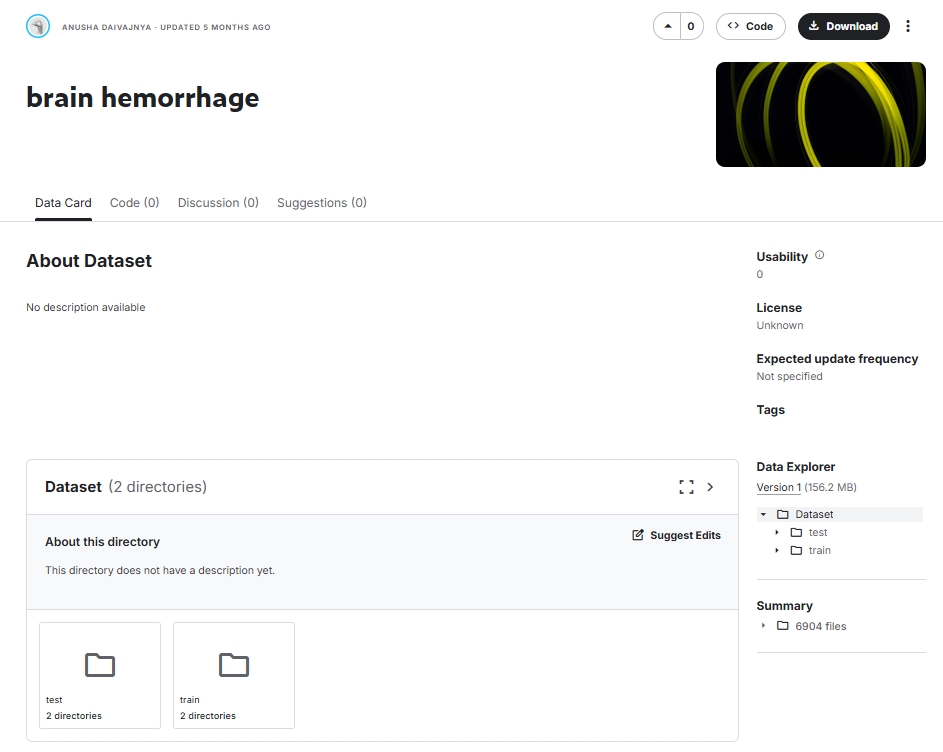 ANUSHA DAIVAJNYA · UPDATED 5 MONTHS AGO
0
<> Code
Download
brain hemorrhage
Data Card
Code (0)
Discussion (0)
Suggestions (0)
About Dataset
No description available
Usability
0
License
Unknown
Expected update frequency
Not specified
Tags
Dataset (2 directories)
About this directory
Suggest Edits
This directory does not have a description yet.
test
2 directories
train
2 directories
Data Explorer
Version 1 (156.2 MB)
Dataset
test
train
Summary
6904 files